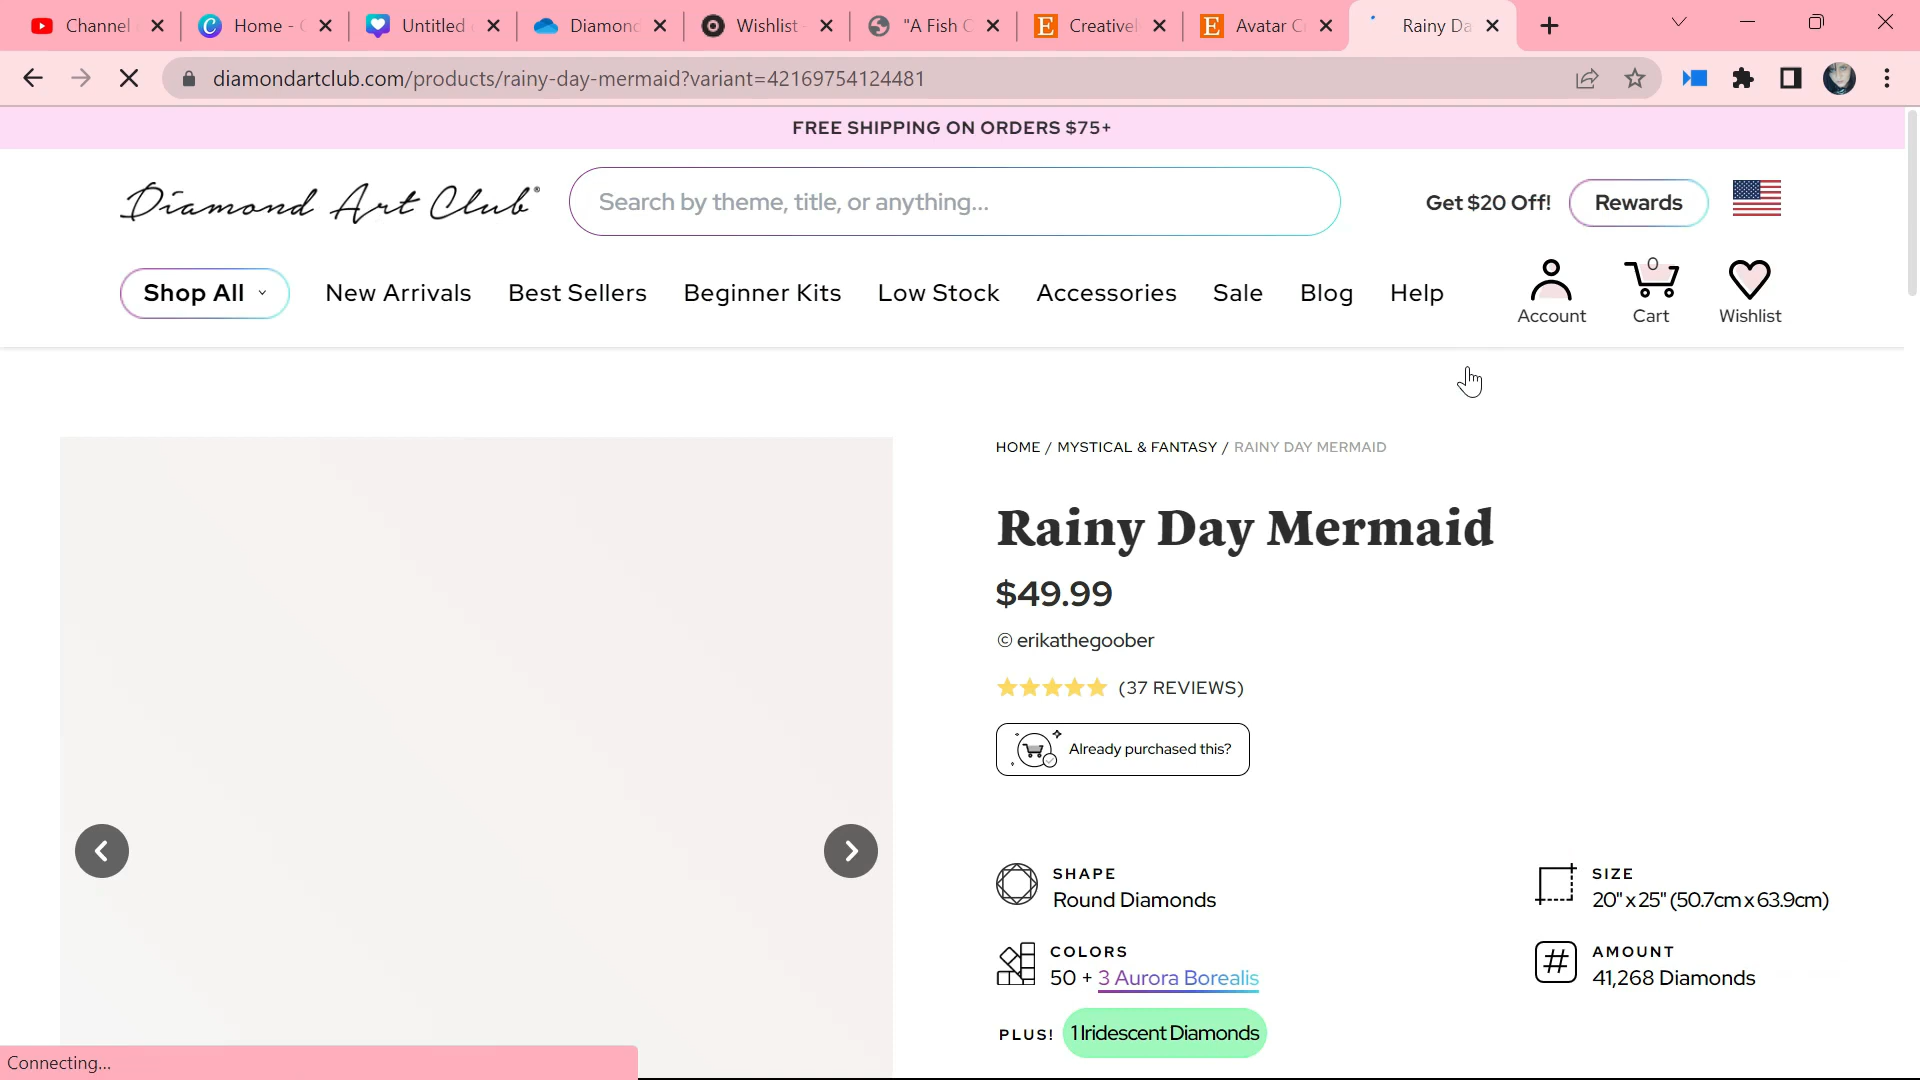 Channel
Home - C
Untitled
Diamond
Wishlist -
"A Fish C
Creativel
Avatar C
Rainy Da
diamondartclub.com/products/rainy-day-mermaid?variant=42169754124481
FREE SHIPPING ON ORDERS $75+
Diamond Art Club®
Search by theme, title, or anything...
Get $20 Off!
Rewards
Shop All
New Arrivals
Best Sellers
Beginner Kits
Low Stock
Accessories
Sale
Blog
Help
Account
0
Cart
Wishlist
HOME / MYSTICAL & FANTASY / RAINY DAY MERMAID
Rainy Day Mermaid
$49.99
© erikathegoober
(37 REVIEWS)
Already purchased this?
SHAPE
Round Diamonds
SIZE
20" x 25" (50.7cm x 63.9cm)
COLORS
50 + 3 Aurora Borealis
AMOUNT
41,268 Diamonds
PLUS! 1 Iridescent Diamonds
Connecting...